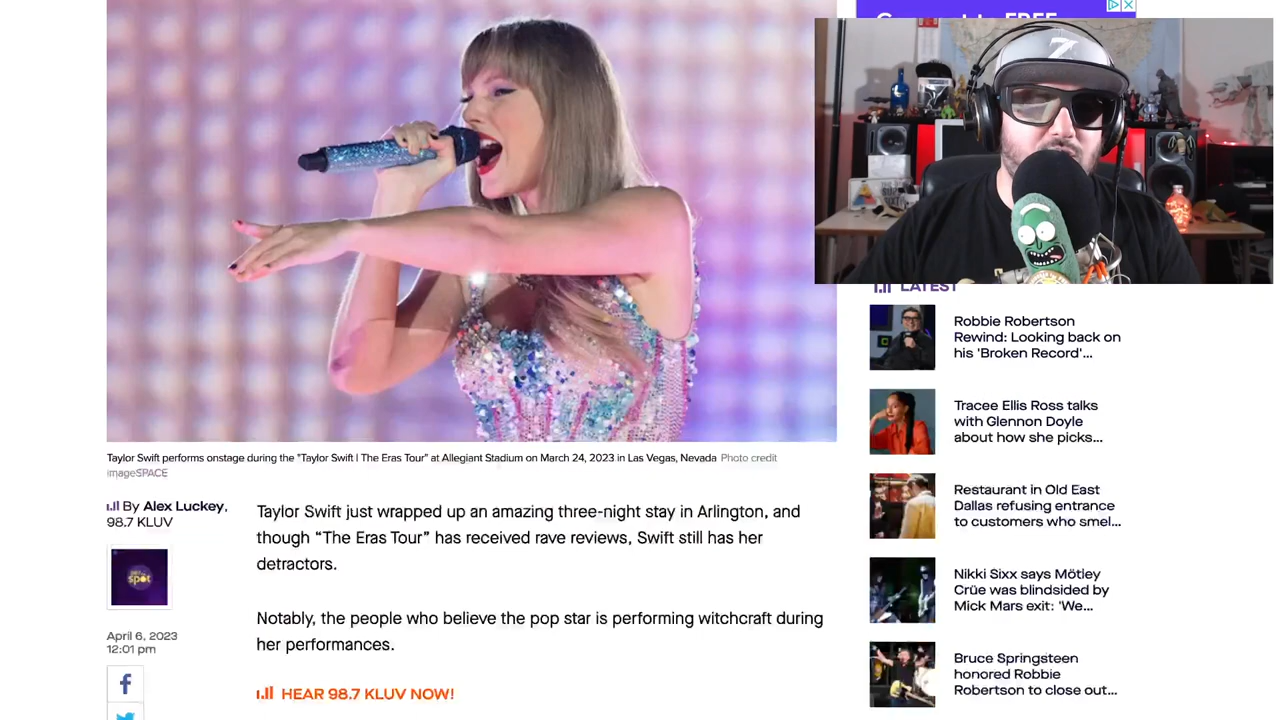 Taylor Swift performs onstage during the "Taylor Swift | The Eras Tour" at Allegiant Stadium on March 24, 2023 in Las Vegas, Nevada Photo credit
imageSPACE
By Alex Luckey,
98.7 KLUV
spot
April 6, 2023
12:01 pm
Taylor Swift just wrapped up an amazing three-night stay in Arlington, and
though “The Eras Tour” has received rave reviews, Swift still has her
detractors.
Notably, the people who believe the pop star is performing witchcraft during
her performances.
HEAR 98.7 KLUV NOW!
LATEST
Robbie Robertson
Rewind: Looking back on
his 'Broken Record'...
Tracee Ellis Ross talks
with Glennon Doyle
about how she picks...
Restaurant in Old East
Dallas refusing entrance
to customers who smel...
Nikki Sixx says Mötley
Crüe was blindsided by
Mick Mars exit: 'We...
Bruce Springsteen
honored Robbie
Robertson to close out...